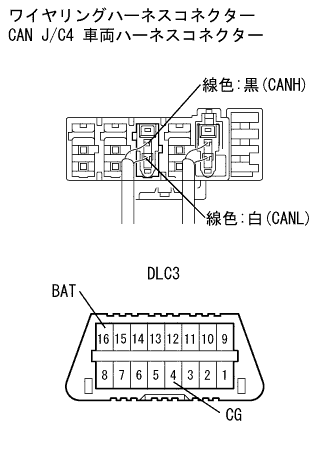 ワイヤリングハーネスコネクター
CAN J/C4 車両ハーネスコネクター
線色:黒(CANH)
線色:白(CANL)
DLC3
BAT
16 15 14 13 12 11 10 9
8 7 6 5 4 3 2 1
CG